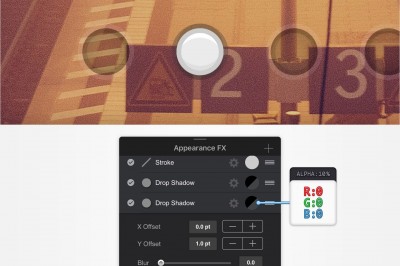 2
3
Appearance FX
Stroke
Drop Shadow
Drop Shadow
ALPHA:10%
R:0
G:0
B:0
X Offset 0.0 pt
Y Offset 1.0 pt
Blur 0.0